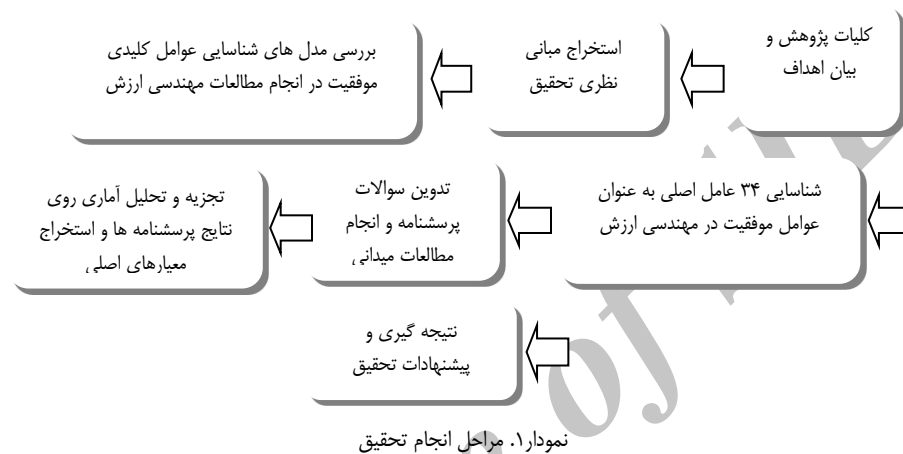 کلیات پژوهش و
بیان اهداف
استخراج مبانی
نظری تحقیق
بررسی مدل های شناسایی عوامل کلیدی
موفقیت در انجام مطالعات مهندسی ارزش
شناسایی ۳۴ عامل اصلی به عنوان
عوامل موفقیت در مهندسی ارزش
تدوین سوالات
پرسشنامه و انجام
مطالعات میدانی
تجزیه و تحلیل آماری روی
نتایج پرسشنامه ها و استخراج
معیارهای اصلی
نتیجه گیری و
پیشنهادات تحقیق
نمودار۱. مراحل انجام تحقیق
of